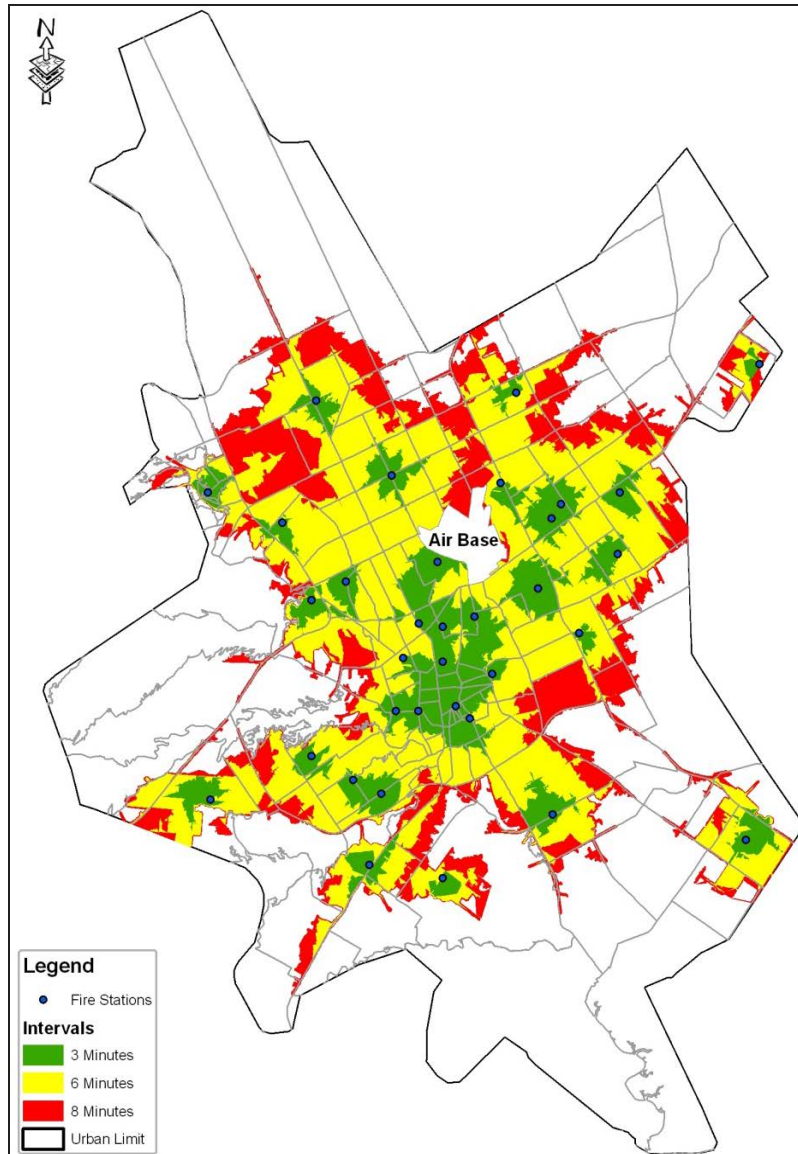 N
Air Base
Legend
Fire Stations
Intervals
3 Minutes
6 Minutes
8 Minutes
Urban Limit